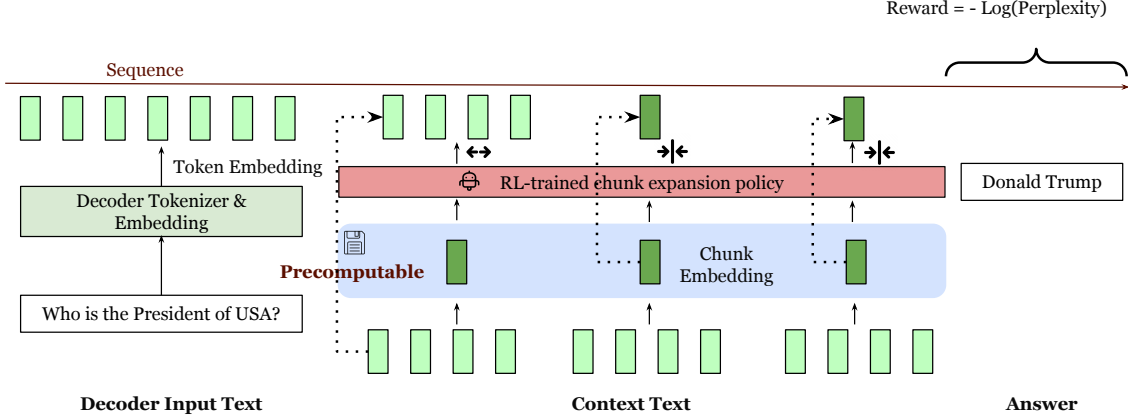 Reward = - Log(Perplexity)
Sequence
Token Embedding
RL-trained chunk expansion policy
Donald Trump
Decoder Tokenizer &
Embedding
Chunk
Embedding
Precomputable
Who is the President of USA?
Decoder Input Text
Context Text
Answer